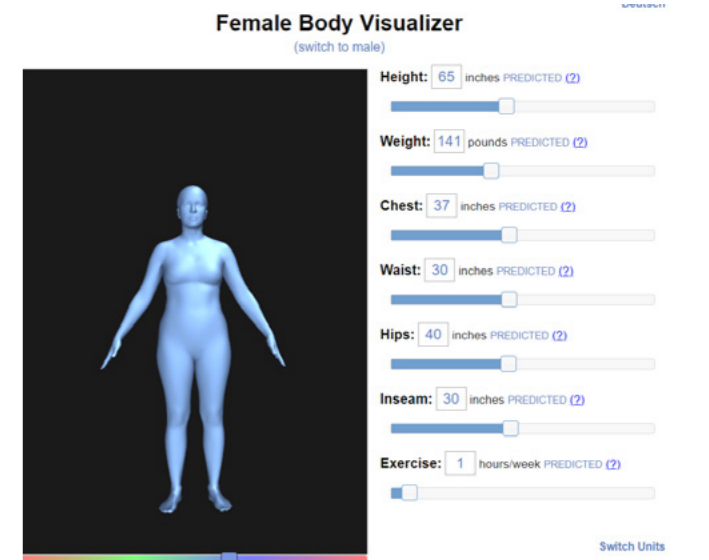 Deutsch
Female Body Visualizer
(switch to male)
Height: 65 inches PREDICTED (?)
Weight: 141 pounds PREDICTED (?)
Chest: 37 inches PREDICTED (?)
Waist: 30 inches PREDICTED (?)
Hips: 40 inches PREDICTED (?)
Inseam: 30 inches PREDICTED (?)
Exercise: 1 hours/week PREDICTED (?)
Switch Units